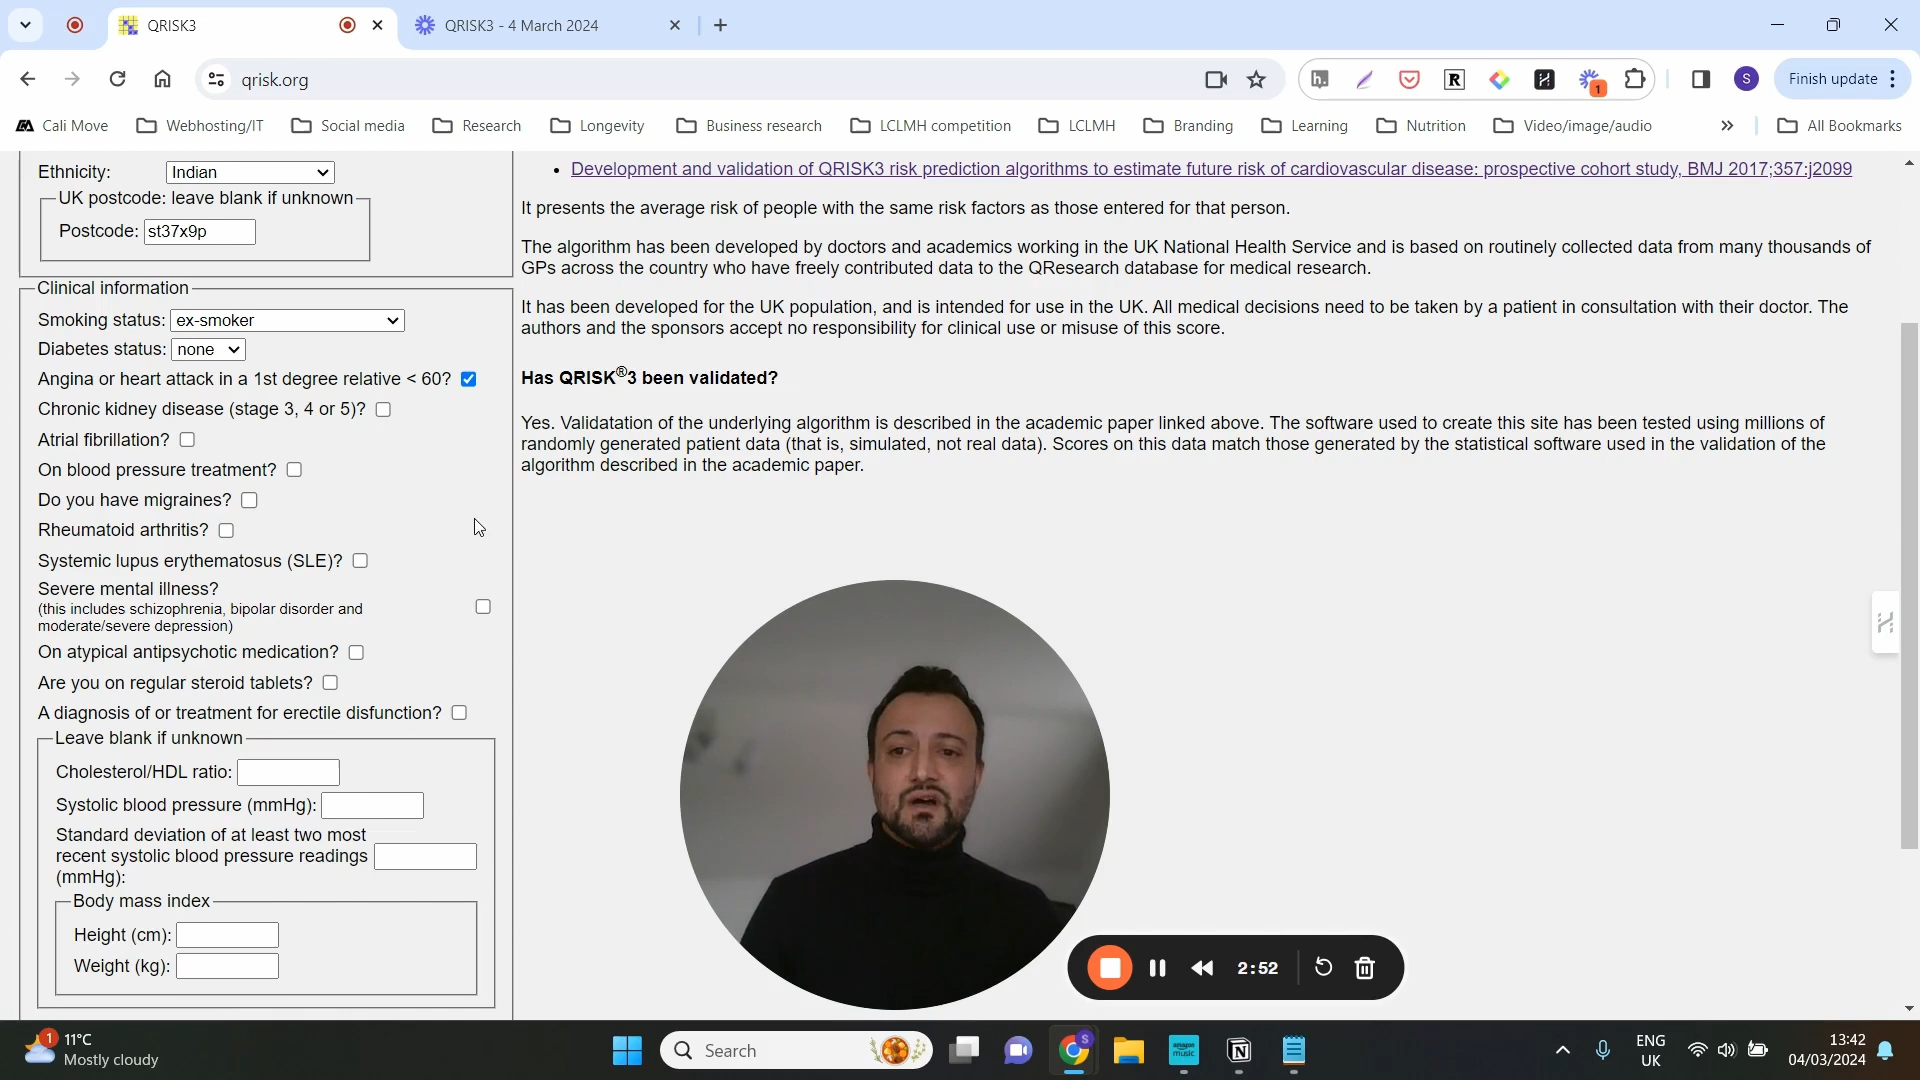 QRISK3
QRISK3 - 4 March 2024
qrisk.org
1
S
Finish update
Cali Move
Webhosting/IT
Social media
Research
Longevity
Business research
LCLMH competition
LCLMH
Branding
Learning
Nutrition
Video/image/audio
»
All Bookmarks
Ethnicity: Indian
UK postcode: leave blank if unknown
Postcode: st37x9p
Clinical information
Smoking status: ex-smoker
Diabetes status: none
Angina or heart attack in a 1st degree relative < 60?
Chronic kidney disease (stage 3, 4 or 5)?
Atrial fibrillation?
On blood pressure treatment?
Do you have migraines?
Rheumatoid arthritis?
Systemic lupus erythematosus (SLE)?
Severe mental illness?
(this includes schizophrenia, bipolar disorder and
moderate/severe depression)
On atypical antipsychotic medication?
Are you on regular steroid tablets?
A diagnosis of or treatment for erectile disfunction?
Leave blank if unknown
Cholesterol/HDL ratio:
Systolic blood pressure (mmHg):
Standard deviation of at least two most
recent systolic blood pressure readings
(mmHg):
Body mass index
Height (cm):
Weight (kg):
• Development and validation of QRISK3 risk prediction algorithms to estimate future risk of cardiovascular disease: prospective cohort study, BMJ 2017;357:j2099
It presents the average risk of people with the same risk factors as those entered for that person.
The algorithm has been developed by doctors and academics working in the UK National Health Service and is based on routinely collected data from many thousands of
GPs across the country who have freely contributed data to the QResearch database for medical research.
It has been developed for the UK population, and is intended for use in the UK. All medical decisions need to be taken by a patient in consultation with their doctor. The
authors and the sponsors accept no responsibility for clinical use or misuse of this score.
Has QRISK®3 been validated?
Yes. Validatation of the underlying algorithm is described in the academic paper linked above. The software used to create this site has been tested using millions of
randomly generated patient data (that is, simulated, not real data). Scores on this data match those generated by the statistical software used in the validation of the
algorithm described in the academic paper.
2:52
1
11°C
Mostly cloudy
Search
S
amazon
music
ENG
UK
13:42
04/03/2024